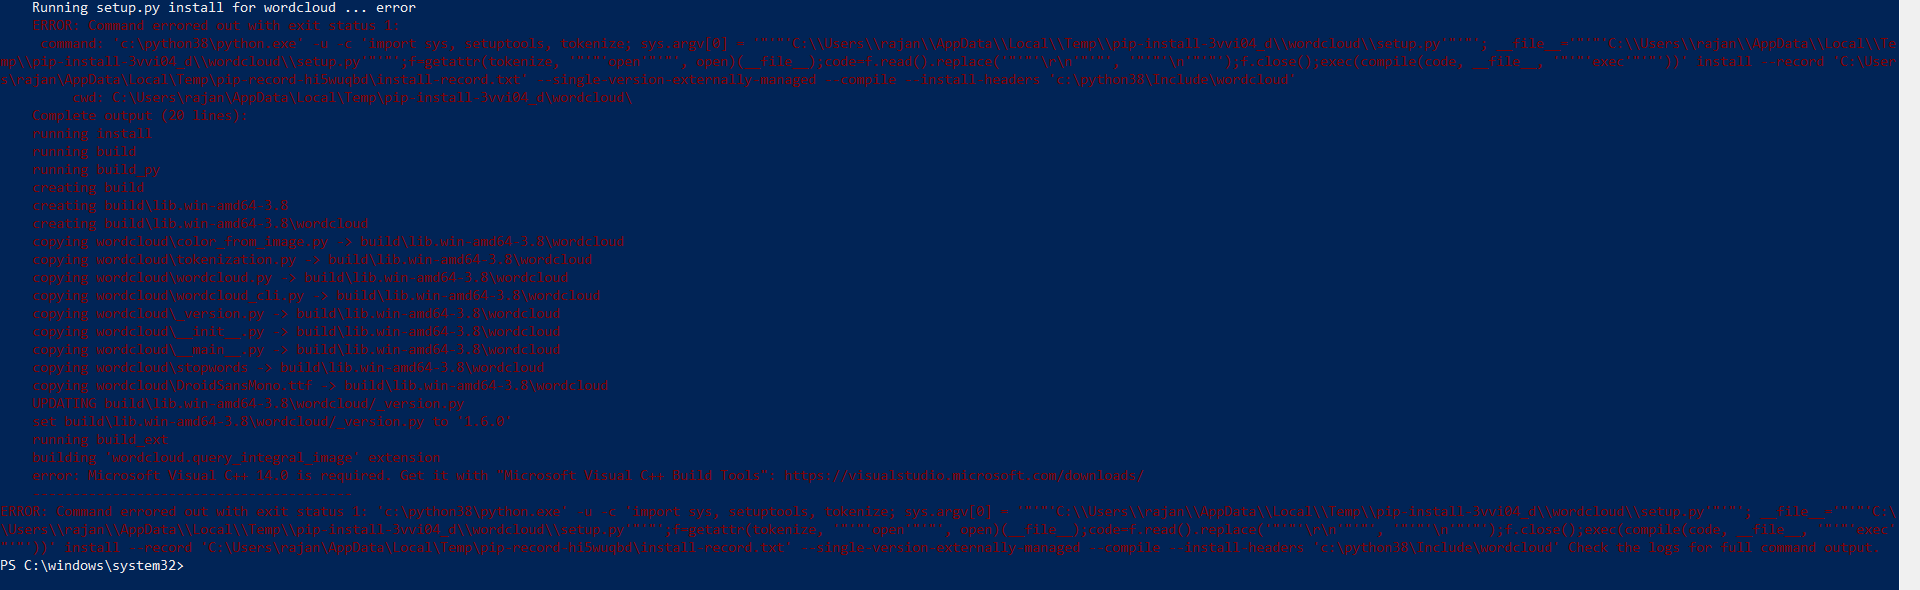 Running setup.py install for wordcloud ... error
ERROR: Command errored out with exit status 1:
command: 'c:\python38\python.exe' -u -c 'import sys, setuptools, tokenize; sys.argv[0] = '"'"'C:\\Users\\rajan\\AppData\\Local\\Temp\\pip-install-3vvi04_d\\wordcloud\\setup.py'"'"'; __file__='"'"'C:\\Users\\rajan\\AppData\\Local\\Te
mp\\pip-install-3vvi04_d\\wordcloud\\setup.py'"'"';f=getattr(tokenize, '"'"'open'"'"', open)(__file__);code=f.read().replace('"'"'\r\n'"'"', '"'"'\n'"'"');f.close();exec(compile(code, __file__, '"'"'exec'"'"'))' install --record 'C:\User
s\rajan\AppData\Local\Temp\pip-record-hi5wuqbd\install-record.txt' --single-version-externally-managed --compile --install-headers 'c:\python38\Include\wordcloud'
cwd: C:\Users\rajan\AppData\Local\Temp\pip-install-3vvi04_d\wordcloud\
Complete output (20 lines):
running install
running build
running build_py
creating build
creating build\lib.win-amd64-3.8
creating build\lib.win-amd64-3.8\wordcloud
copying wordcloud\color_from_image.py -> build\lib.win-amd64-3.8\wordcloud
copying wordcloud\tokenization.py -> build\lib.win-amd64-3.8\wordcloud
copying wordcloud\wordcloud.py -> build\lib.win-amd64-3.8\wordcloud
copying wordcloud\wordcloud_cli.py -> build\lib.win-amd64-3.8\wordcloud
copying wordcloud\_version.py -> build\lib.win-amd64-3.8\wordcloud
copying wordcloud\__init__.py -> build\lib.win-amd64-3.8\wordcloud
copying wordcloud\__main__.py -> build\lib.win-amd64-3.8\wordcloud
copying wordcloud\stopwords -> build\lib.win-amd64-3.8\wordcloud
copying wordcloud\DroidSansMono.ttf -> build\lib.win-amd64-3.8\wordcloud
UPDATING build\lib.win-amd64-3.8\wordcloud/_version.py
set build\lib.win-amd64-3.8\wordcloud/_version.py to '1.6.0'
running build_ext
building 'wordcloud.query_integral_image' extension
error: Microsoft Visual C++ 14.0 is required. Get it with "Microsoft Visual C++ Build Tools": https://visualstudio.microsoft.com/downloads/
----------------------------------------
ERROR: Command errored out with exit status 1: 'c:\python38\python.exe' -u -c 'import sys, setuptools, tokenize; sys.argv[0] = '"'"'C:\\Users\\rajan\\AppData\\Local\\Temp\\pip-install-3vvi04_d\\wordcloud\\setup.py'"'"'; __file__='"'"'C:\
\Users\\rajan\\AppData\\Local\\Temp\\pip-install-3vvi04_d\\wordcloud\\setup.py'"'"';f=getattr(tokenize, '"'"'open'"'"', open)(__file__);code=f.read().replace('"'"'\r\n'"'"', '"'"'\n'"'"');f.close();exec(compile(code, __file__, '"'"'exec'
"'"'))' install --record 'C:\Users\rajan\AppData\Local\Temp\pip-record-hi5wuqbd\install-record.txt' --single-version-externally-managed --compile --install-headers 'c:\python38\Include\wordcloud' Check the logs for full command output.
PS C:\windows\system32>